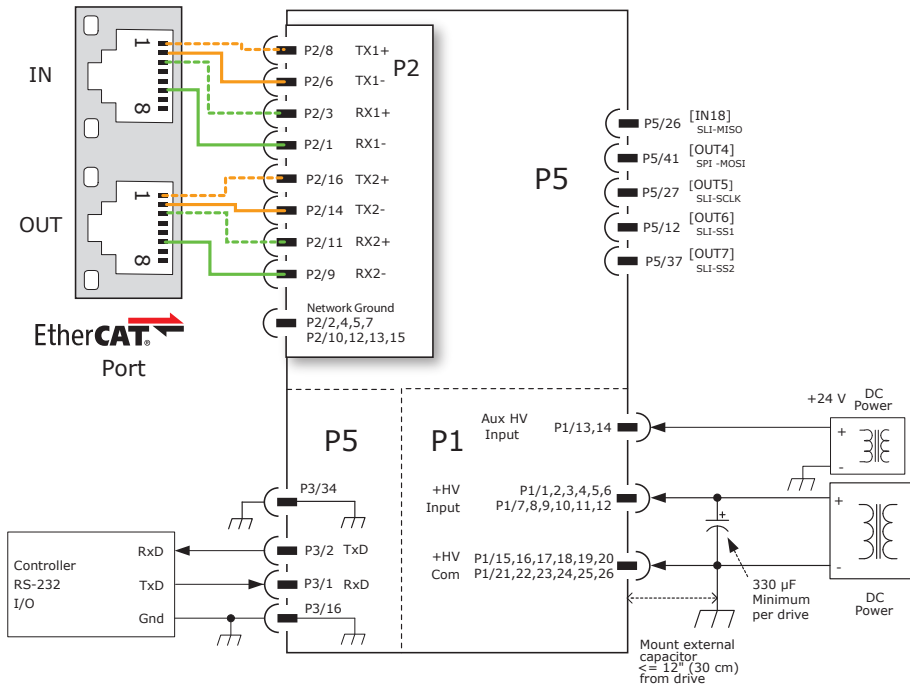 IN
1
8
OUT
1
8
EtherCAT®
Port
P2
P2/8 TX1+
P2/6 TX1-
P2/3 RX1+
P2/1 RX1-
P2/16 TX2+
P2/14 TX2-
P2/11 RX2+
P2/9 RX2-
Network Ground
P2/2,4,5,7
P2/10,12,13,15
P5
P5/26 [IN18]
SLI-MISO
P5/41 [OUT4]
SPI -MOSI
P5/27 [OUT5]
SLI-SCLK
P5/12 [OUT6]
SLI-SS1
P5/37 [OUT7]
SLI-SS2
P5
P3/34
P3/2 TxD
P3/1 RxD
P3/16
Controller
RS-232
I/O
RxD
TxD
Gnd
P1
Aux HV
Input
P1/13,14
+HV
Input
P1/1,2,3,4,5,6
P1/7,8,9,10,11,12
+HV
Com
P1/15,16,17,18,19,20
P1/21,22,23,24,25,26
+24 V
DC
Power
+
-
+
-
+
DC
Power
330 µF
Minimum
per drive
Mount external
capacitor
<= 12" (30 cm)
from drive